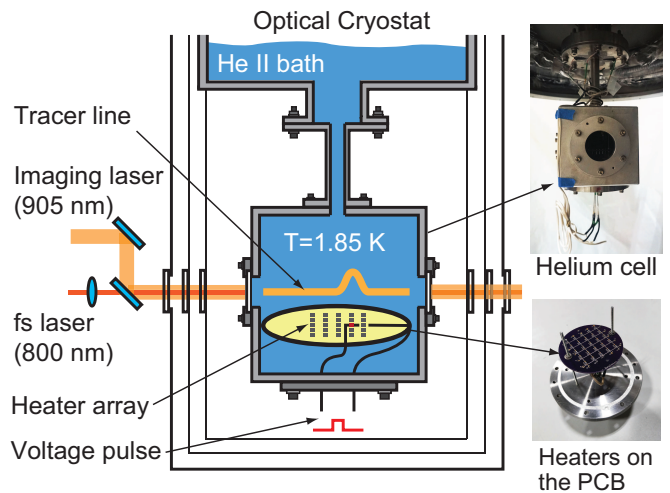 Optical Cryostat
He II bath
Tracer line
Imaging laser
(905 nm)
T=1.85 K
Helium cell
fs laser
(800 nm)
Heater array
Voltage pulse
Heaters on
the PCB